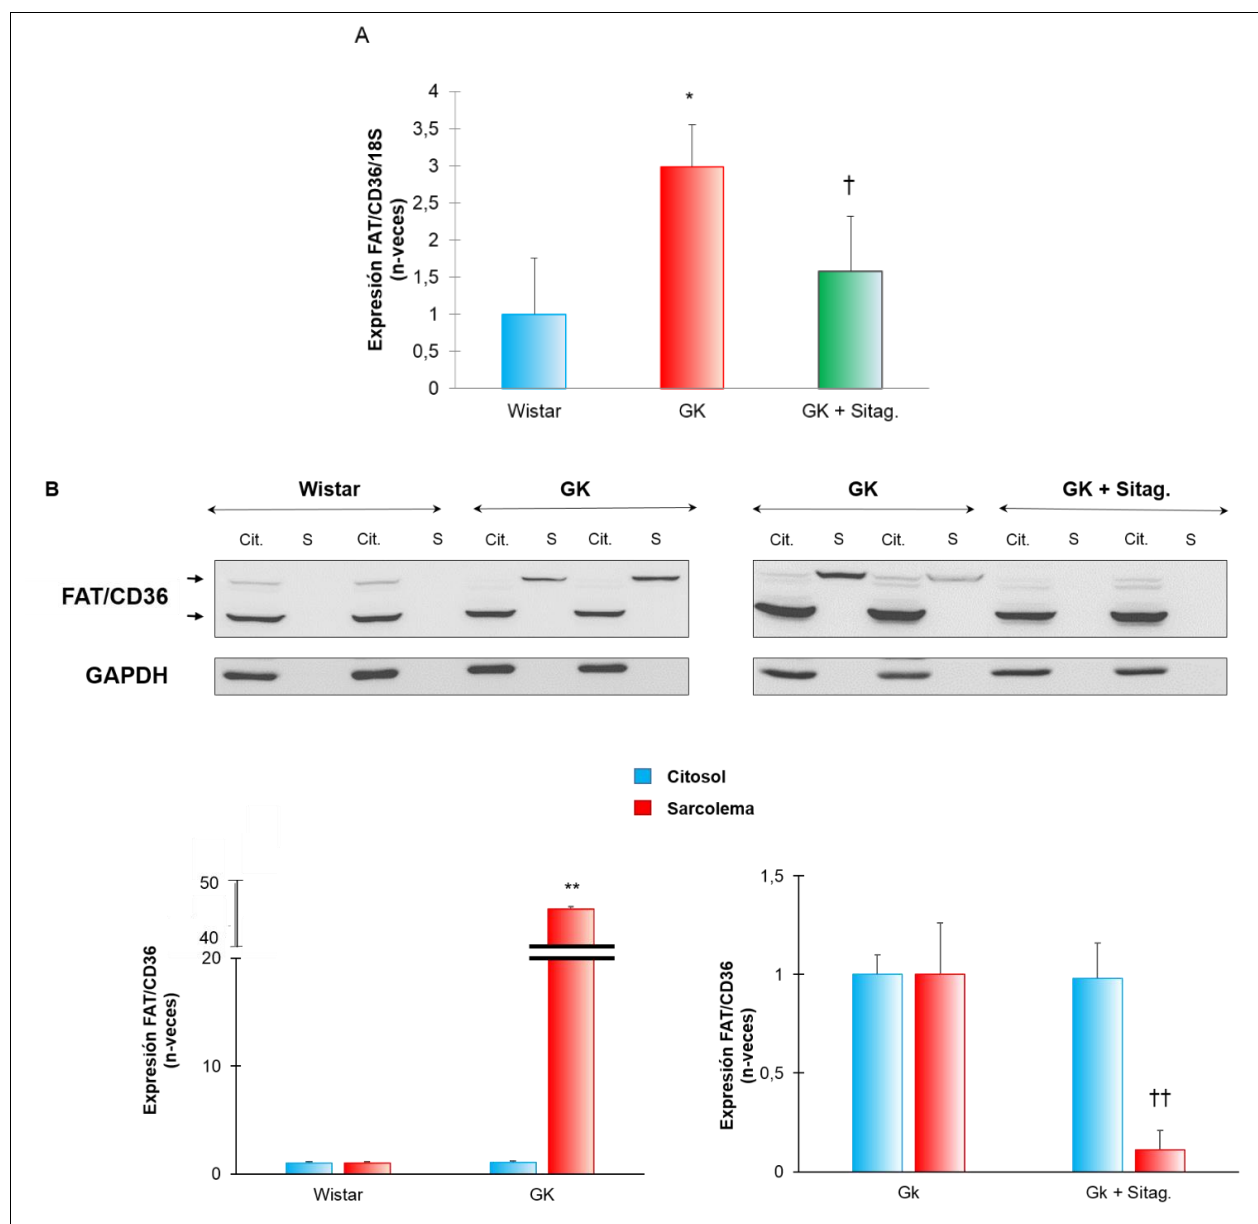 A
4
3,5
3
2,5
2
1,5
1
0,5
0
Expresión FAT/CD36/18S
(n-veces)
*
†
Wistar GK GK + Sitag.
B
Wistar GK GK GK + Sitag.
Cit. S Cit. S Cit. S Cit. S Cit. S Cit. S Cit. S Cit. S
FAT/CD36
GAPDH
Citosol
Sarcolema
50
40
20
10
0
Expresión FAT/CD36
(n-veces)
**
Wistar GK
1,5
1
0,5
0
Expresión FAT/CD36
(n-veces)
††
Gk Gk + Sitag.